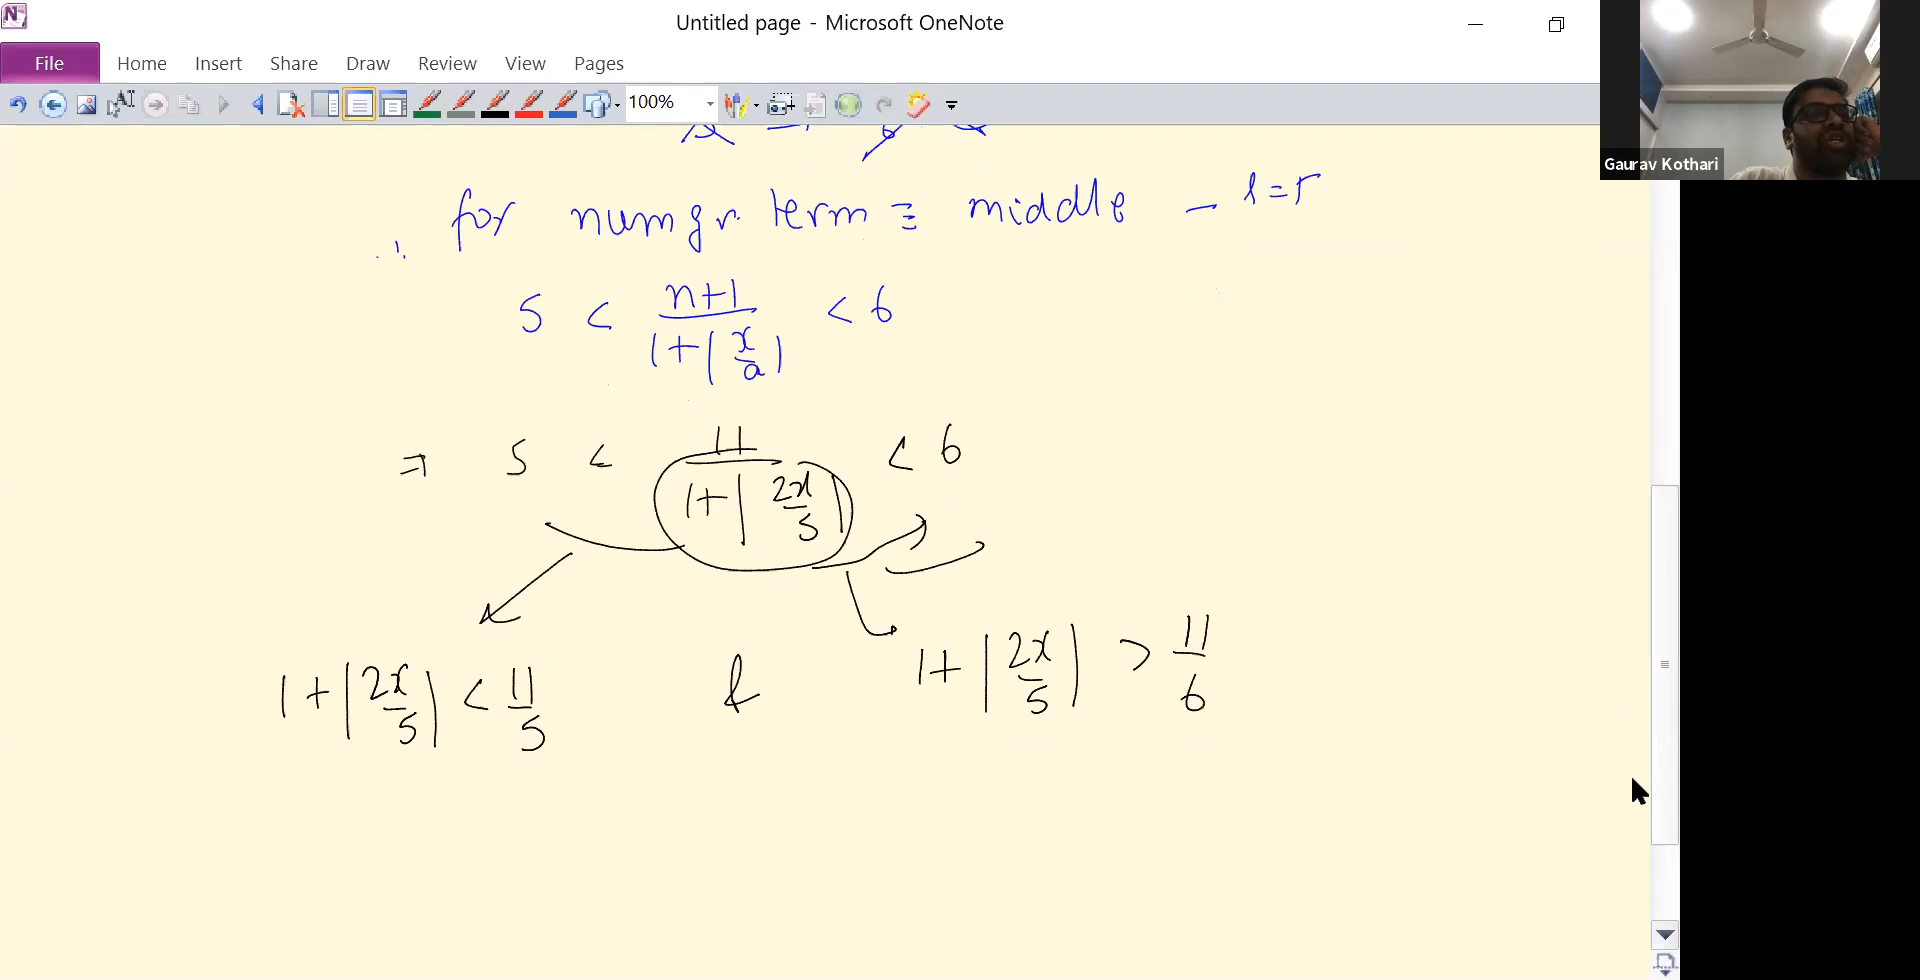 Untitled page - Microsoft OneNote
File Home Insert Share Draw Review View Pages
100%
Gaurav Kothari
∴ for numgr term ≡ middle – r=5
5 < (n+1)/(1+|x/a|) < 6
⇒ 5 < 11/(1+|2x/5|) < 6
1+|2x/5| < 11/5 & 1+|2x/5| > 11/6